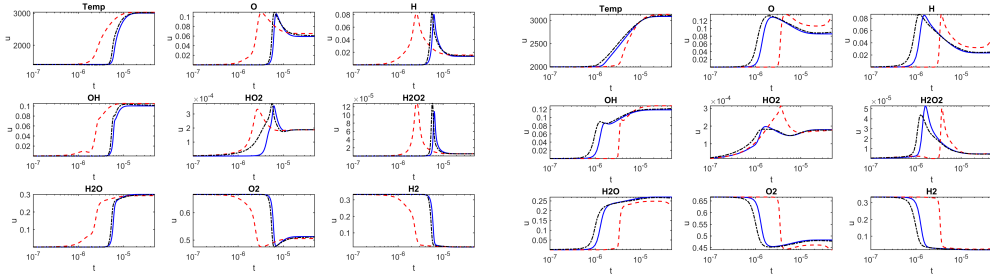 Temp O H Temp O H
3000 2000 u 10-7 10-6 10-5 t
0.1 0.08 0.06 0.04 0.02 u 10-7 10-6 10-5 t
0.08 0.06 0.04 0.02 u 10-7 10-6 10-5 t
3000 2500 2000 u 10-7 10-6 10-5 t
0.12 0.1 0.08 0.06 0.04 0.02 u 10-7 10-6 10-5 t
0.12 0.1 0.08 0.06 0.04 0.02 u 10-7 10-6 10-5 t
OH HO2 H2O2 OH HO2 H2O2
0.1 0.08 0.06 0.04 0.02 u 10-7 10-6 10-5 t
×10-4 3 2 1 u 10-7 10-6 10-5 t
×10-5 12 10 8 6 4 2 u 10-7 10-6 10-5 t
0.12 0.1 0.08 0.06 0.04 0.02 u 10-7 10-6 10-5 t
×10-4 2 1 u 10-7 10-6 10-5 t
×10-5 5 4 3 2 1 u 10-7 10-6 10-5 t
H2O O2 H2 H2O O2 H2
0.3 0.2 0.1 u 10-7 10-6 10-5 t
0.6 0.5 u 10-7 10-6 10-5 t
0.3 0.2 0.1 u 10-7 10-6 10-5 t
0.25 0.2 0.15 0.1 0.05 u 10-7 10-6 10-5 t
0.65 0.6 0.55 0.5 0.45 u 10-7 10-6 10-5 t
0.3 0.2 0.1 u 10-7 10-6 10-5 t